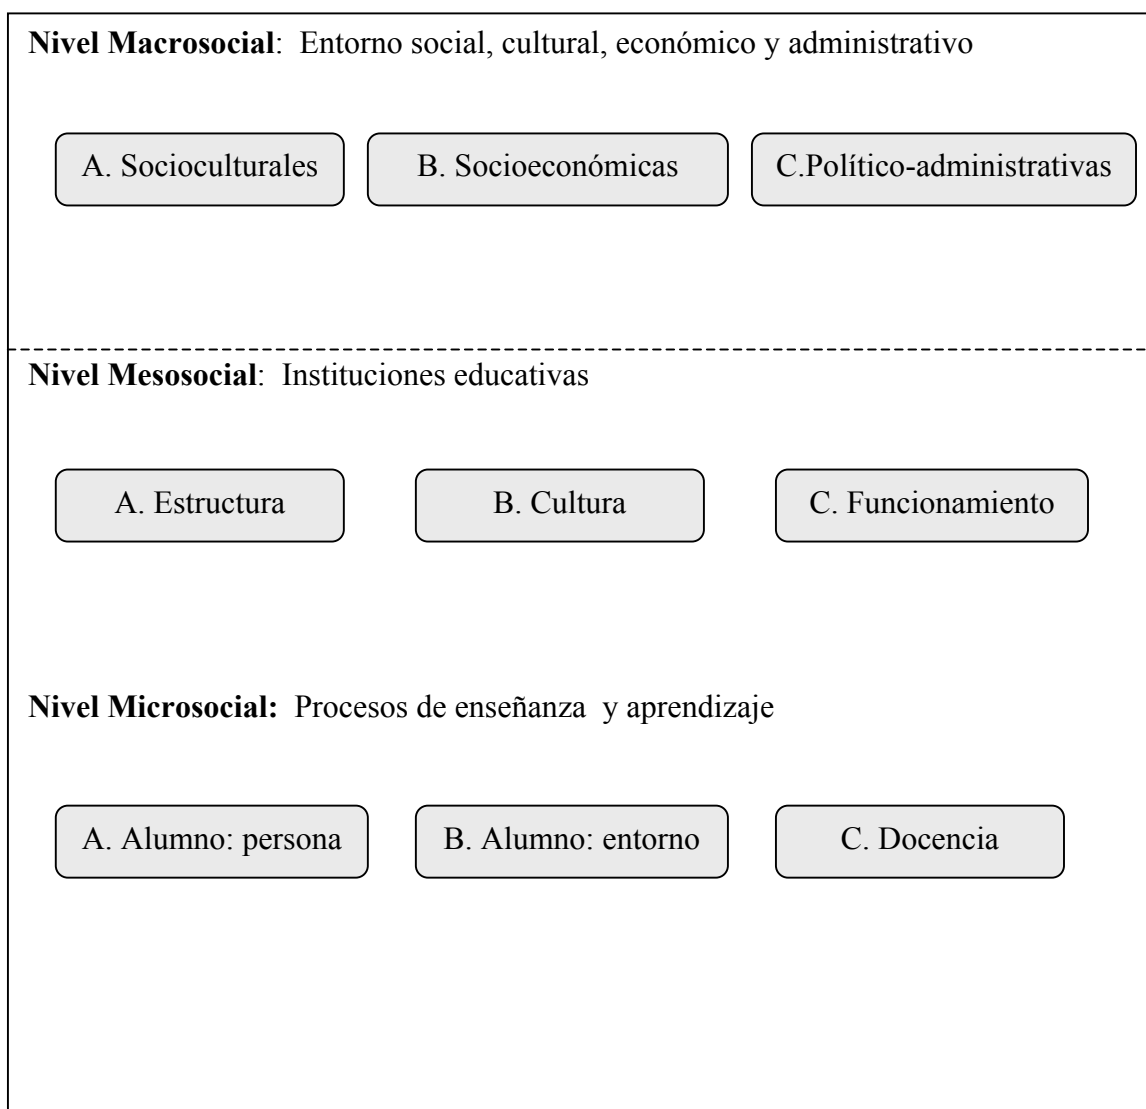 Nivel Macrosocial: Entorno social, cultural, económico y administrativo
A. Socioculturales
B. Socioeconómicas
C.Político-administrativas
Nivel Mesosocial: Instituciones educativas
A. Estructura
B. Cultura
C. Funcionamiento
Nivel Microsocial: Procesos de enseñanza y aprendizaje
A. Alumno: persona
B. Alumno: entorno
C. Docencia